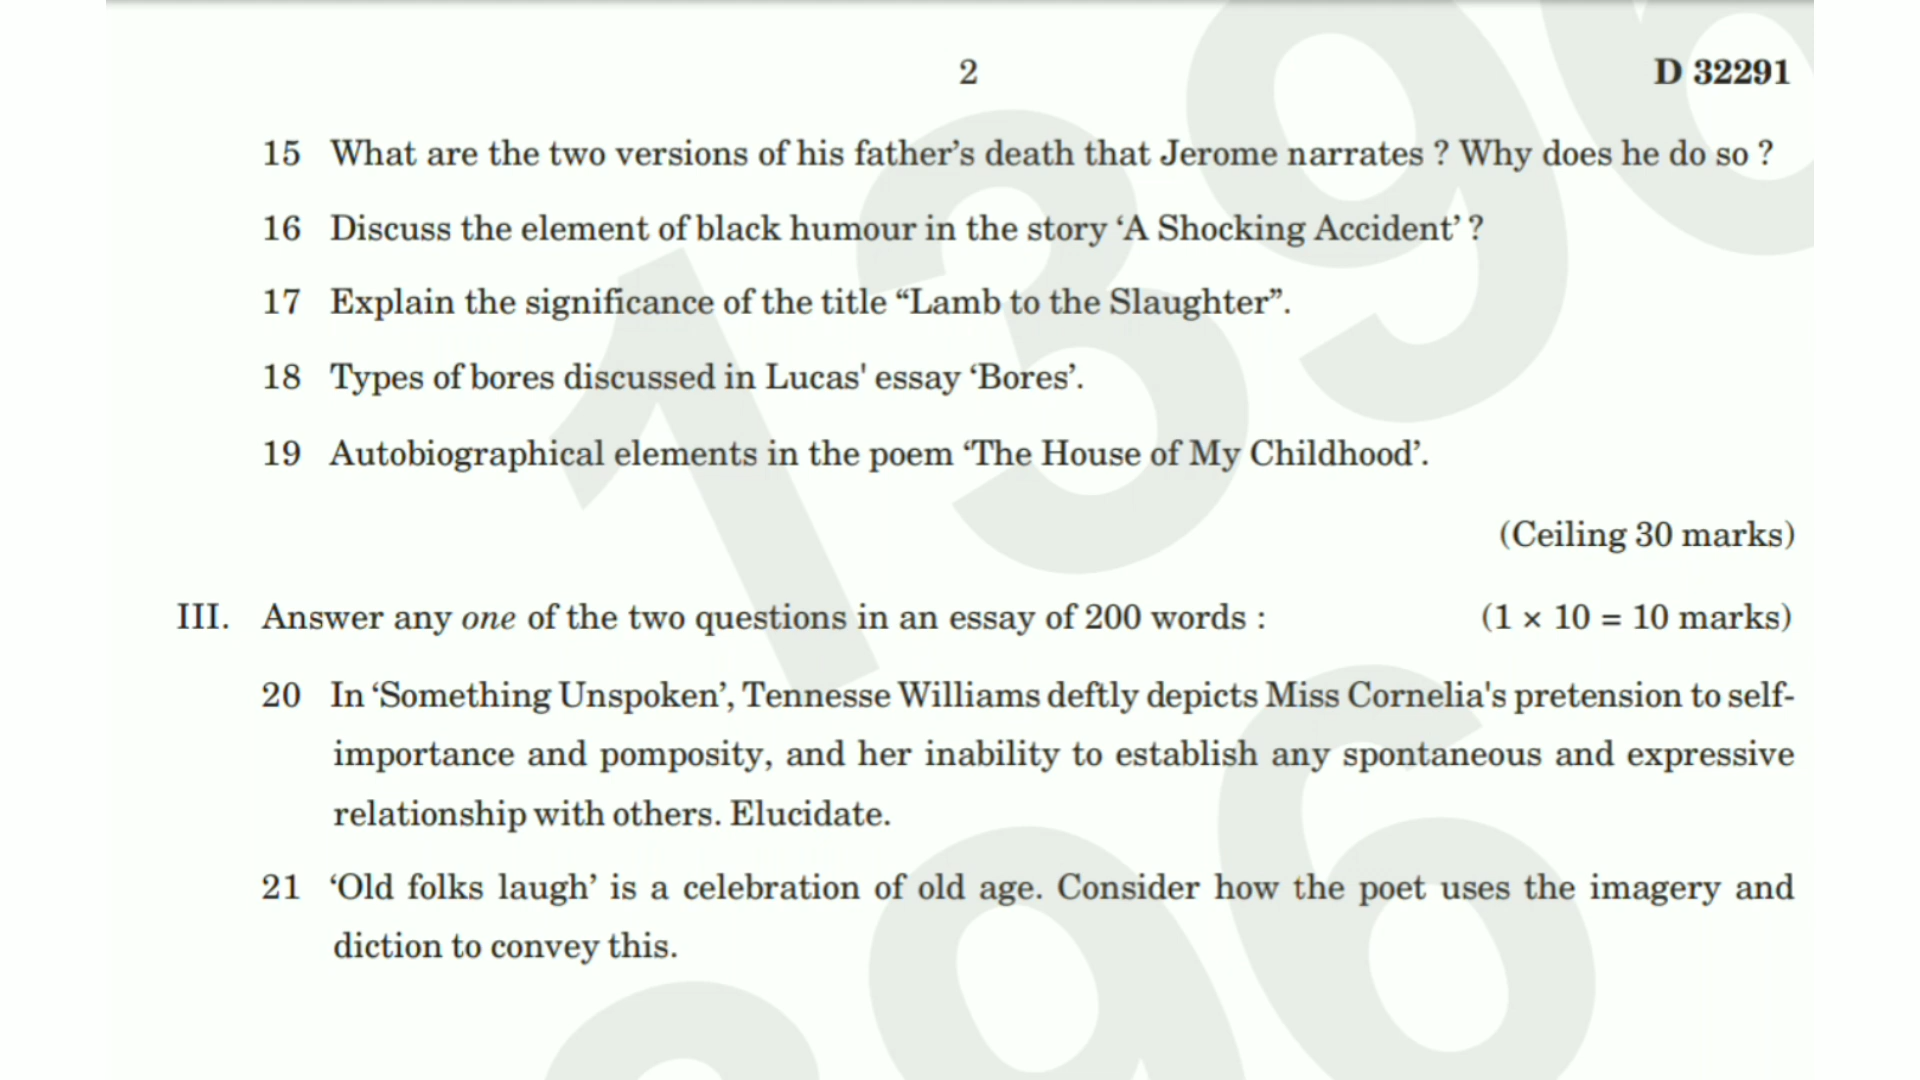 2 D 32291
15 What are the two versions of his father’s death that Jerome narrates ? Why does he do so ?
16 Discuss the element of black humour in the story ‘A Shocking Accident’ ?
17 Explain the significance of the title “Lamb to the Slaughter”.
18 Types of bores discussed in Lucas' essay ‘Bores’.
19 Autobiographical elements in the poem ‘The House of My Childhood’.
(Ceiling 30 marks)
III. Answer any one of the two questions in an essay of 200 words : (1 × 10 = 10 marks)
20 In ‘Something Unspoken’, Tennesse Williams deftly depicts Miss Cornelia's pretension to self-
importance and pomposity, and her inability to establish any spontaneous and expressive
relationship with others. Elucidate.
21 ‘Old folks laugh’ is a celebration of old age. Consider how the poet uses the imagery and
diction to convey this.